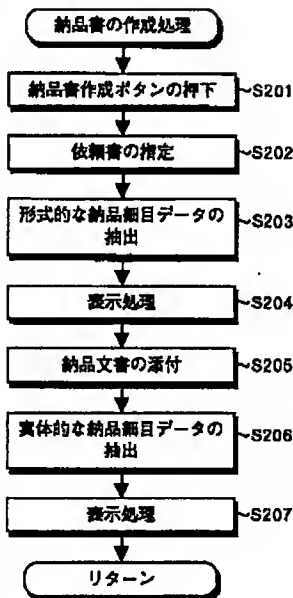 納品書の作成処理
納品書作成ボタンの押下
S201
依頼書の指定
S202
形式的な納品細目データの
抽出
S203
表示処理
S204
納品文書の添付
S205
実体的な納品細目データの
抽出
S206
表示処理
S207
リターン